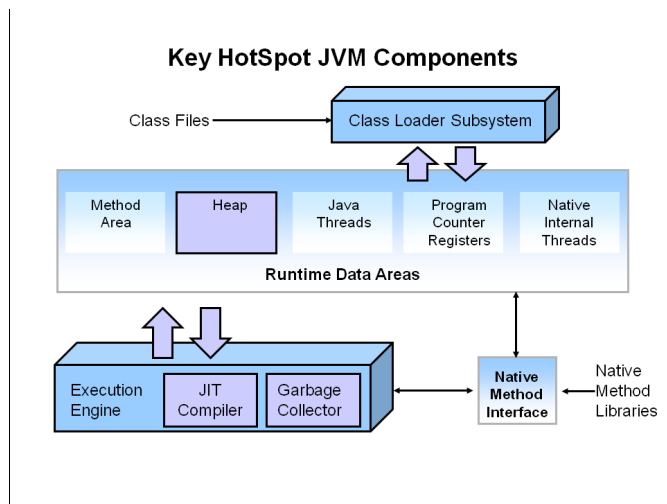 Key HotSpot JVM Components
Class Files
Class Loader Subsystem
Method
Area
Heap
Java
Threads
Program
Counter
Registers
Native
Internal
Threads
Runtime Data Areas
Execution
Engine
JIT
Compiler
Garbage
Collector
Native
Method
Interface
Native
Method
Libraries